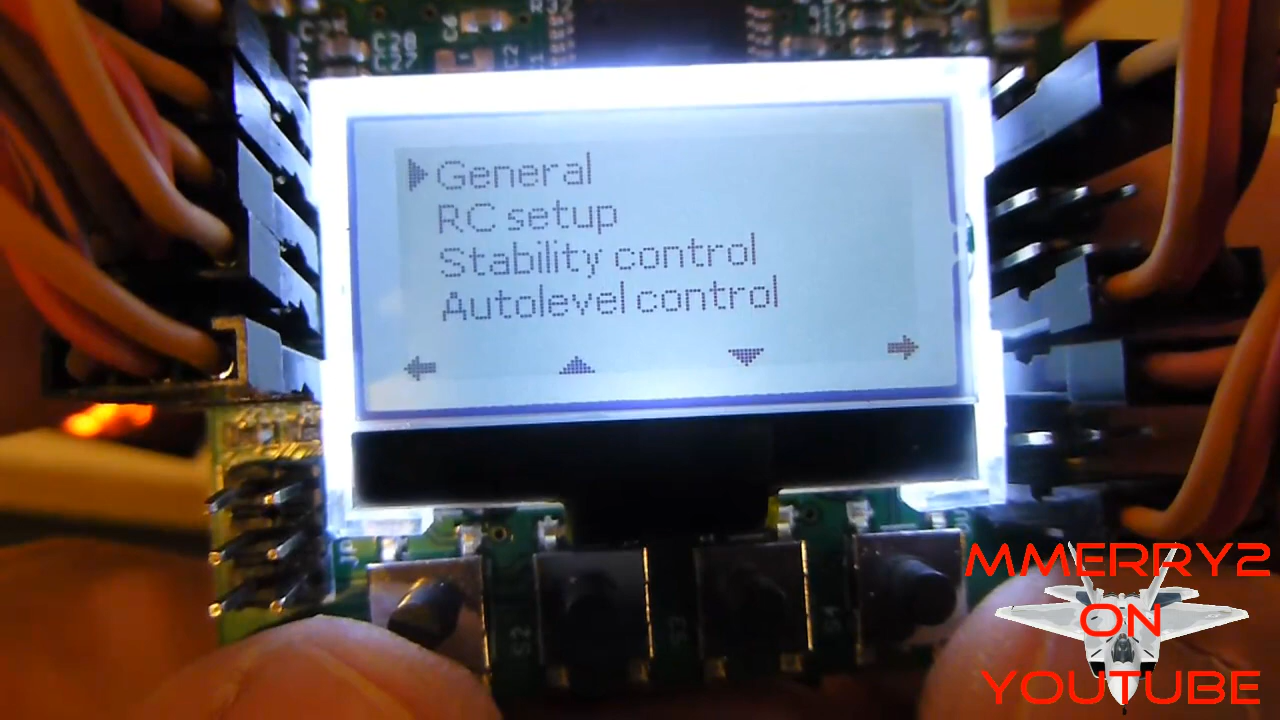 General
RC setup
Stability control
Autolevel control
MMERRY2
ON
YOUTUBE